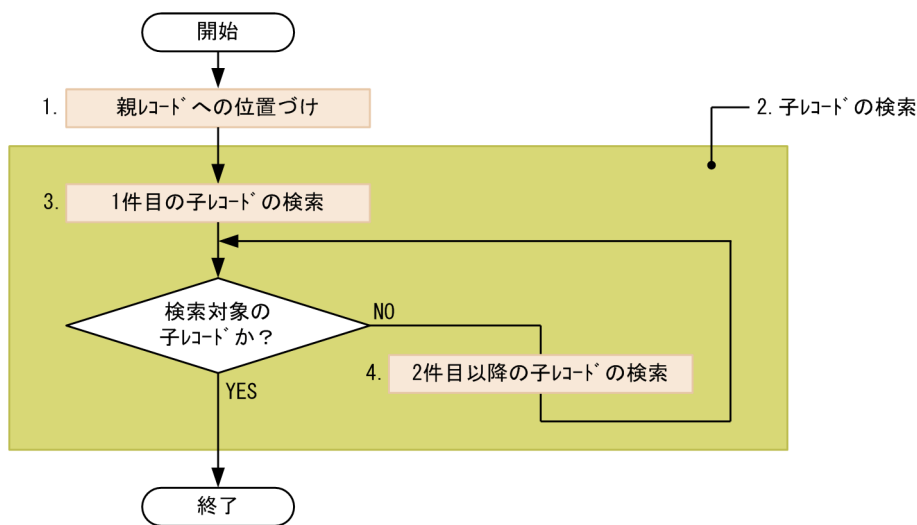 開始
1.
親ﾚｺｰﾄﾞへの位置づけ
2. 子ﾚｺｰﾄﾞの検索
3.
1件目の子ﾚｺｰﾄﾞの検索
検索対象の
子ﾚｺｰﾄﾞか？
NO
4.
2件目以降の子ﾚｺｰﾄﾞの検索
YES
終了